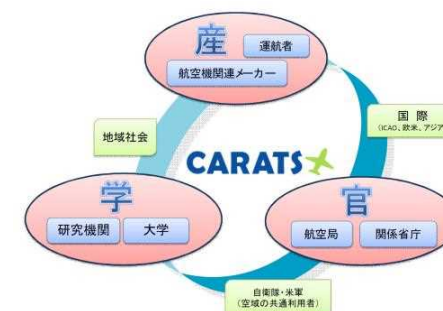 産
運航者
航空機関連メーカー
国 際
(ICAO、欧米、アジア
地域社会
CARATS
学
研究機関
大学
官
航空局
関係省庁
自衛隊・米軍
(空域の共通利用者)